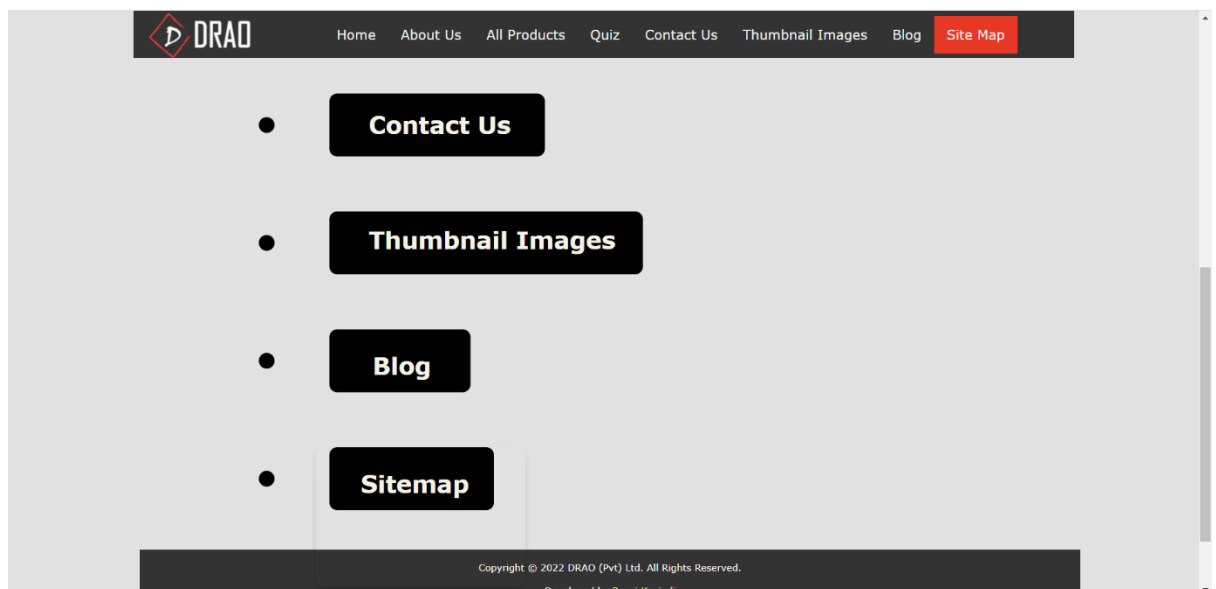 D DRAO Home About Us All Products Quiz Contact Us Thumbnail Images Blog Site Map
Contact Us
Thumbnail Images
Blog
Sitemap
Copyright © 2022 DRAO (Pvt) Ltd. All Rights Reserved.